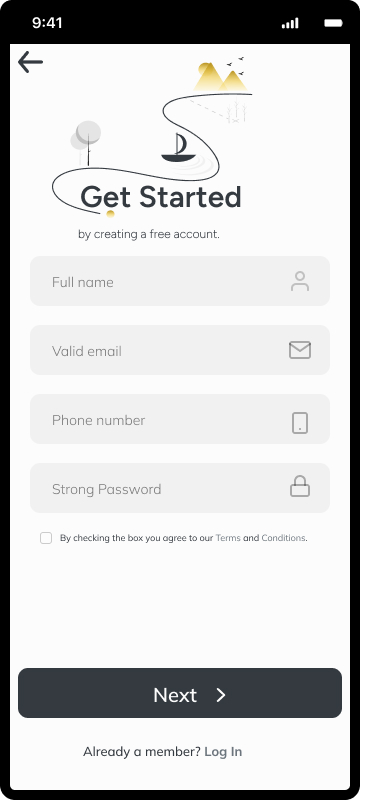 9:41
Get Started
by creating a free account.
Full name
Valid email
Phone number
Strong Password
By checking the box you agree to our Terms and Conditions.
Next
Already a member? Log In